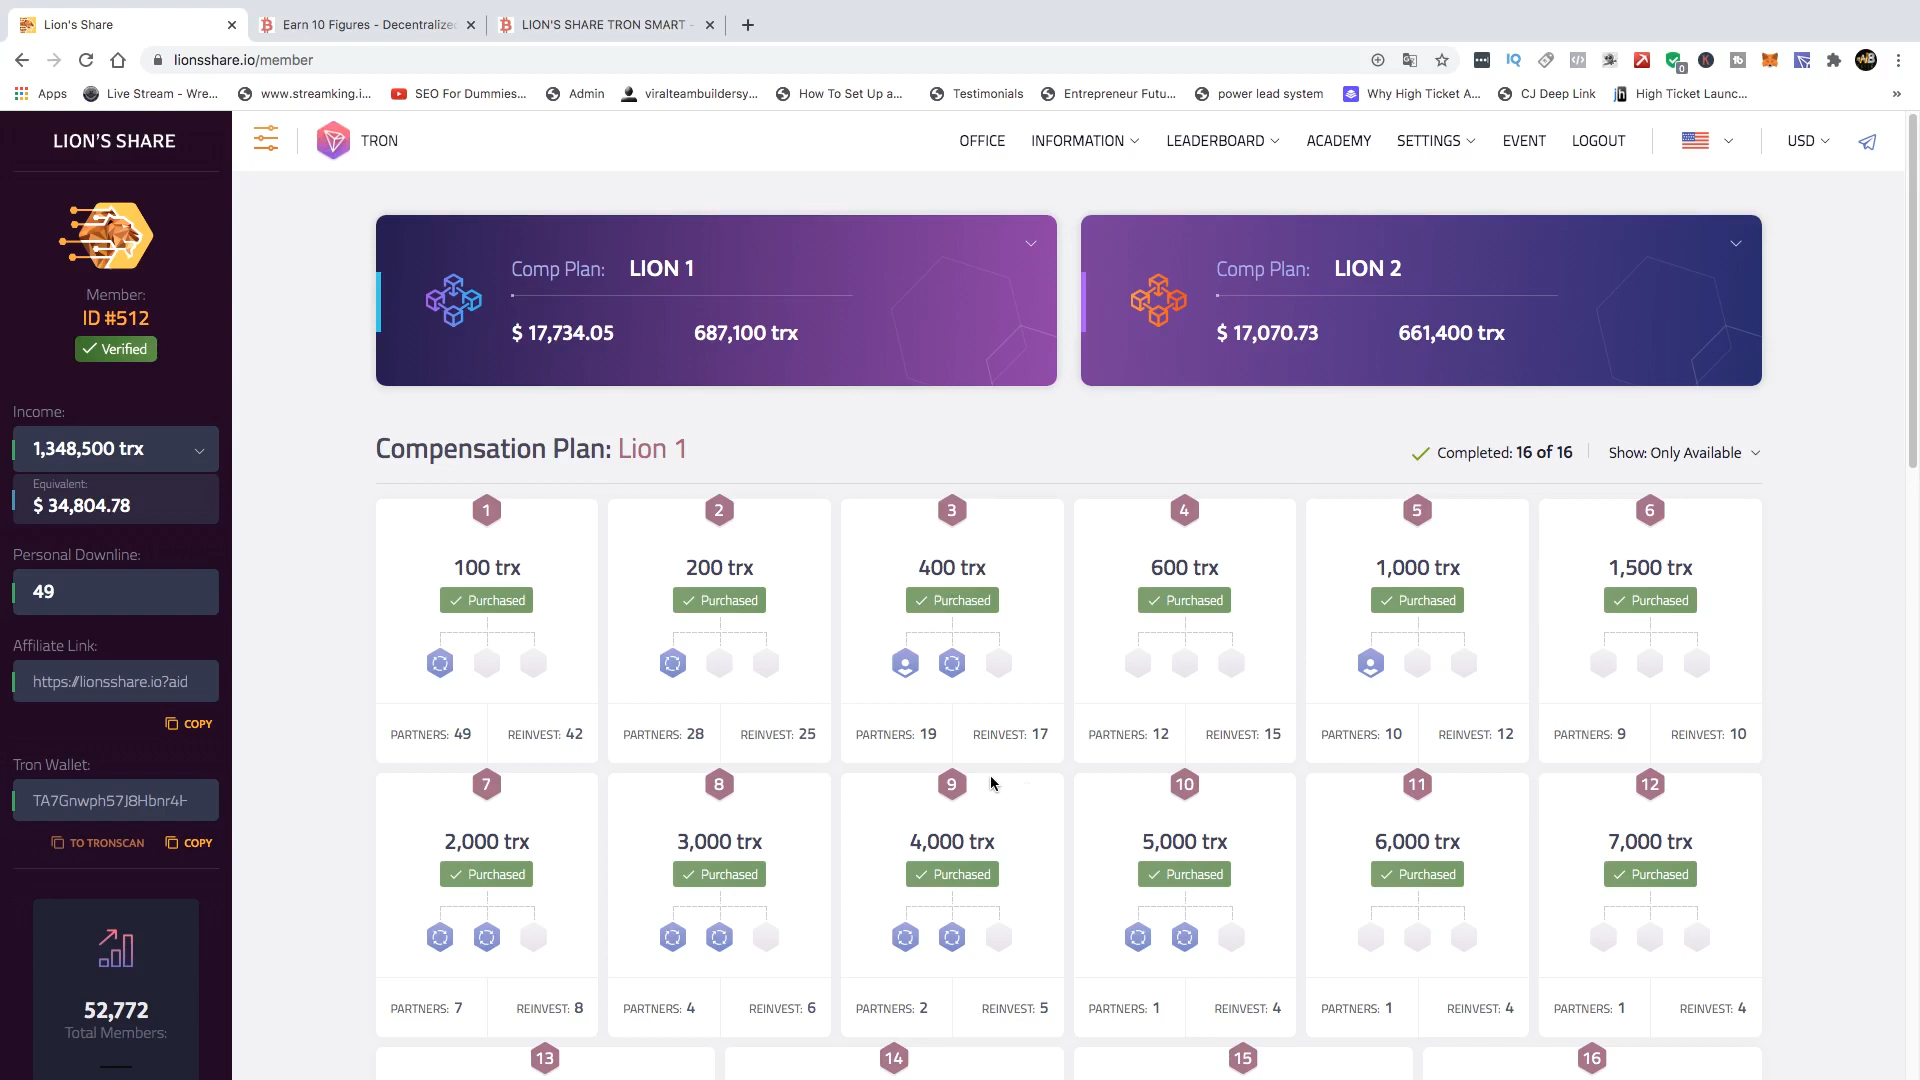 Lion's Share
Earn 10 Figures - Decentralized
LION'S SHARE TRON SMART -
lionsshare.io/member
0
Apps
Live Stream - Wre...
www.streamking.i...
SEO For Dummies...
Admin
viralteambuildersy...
How To Set Up a...
Testimonials
Entrepreneur Futu...
power lead system
Why High Ticket A...
CJ Deep Link
High Ticket Launc...
»
LION'S SHARE
TRON
OFFICE
INFORMATION
LEADERBOARD
ACADEMY
SETTINGS
EVENT
LOGOUT
USD
Member:
ID #512
Verified
Income:
1,348,500 trx
Equivalent:
$ 34,804.78
Personal Downline:
49
Affiliate Link:
https://lionsshare.io?aid
COPY
Tron Wallet:
TA7Gnwph57J8Hbnr4H
TO TRONSCAN
COPY
52,772
Total Members:
Comp Plan: LION 1
$ 17,734.05 687,100 trx
Comp Plan: LION 2
$ 17,070.73 661,400 trx
Compensation Plan: Lion 1
Completed: 16 of 16
Show: Only Available
1
100 trx
Purchased
PARTNERS: 49 REINVEST: 42
2
200 trx
Purchased
PARTNERS: 28 REINVEST: 25
3
400 trx
Purchased
PARTNERS: 19 REINVEST: 17
4
600 trx
Purchased
PARTNERS: 12 REINVEST: 15
5
1,000 trx
Purchased
PARTNERS: 10 REINVEST: 12
6
1,500 trx
Purchased
PARTNERS: 9 REINVEST: 10
7
2,000 trx
Purchased
PARTNERS: 7 REINVEST: 8
8
3,000 trx
Purchased
PARTNERS: 4 REINVEST: 6
9
4,000 trx
Purchased
PARTNERS: 2 REINVEST: 5
10
5,000 trx
Purchased
PARTNERS: 1 REINVEST: 4
11
6,000 trx
Purchased
PARTNERS: 1 REINVEST: 4
12
7,000 trx
Purchased
PARTNERS: 1 REINVEST: 4
13
14
15
16